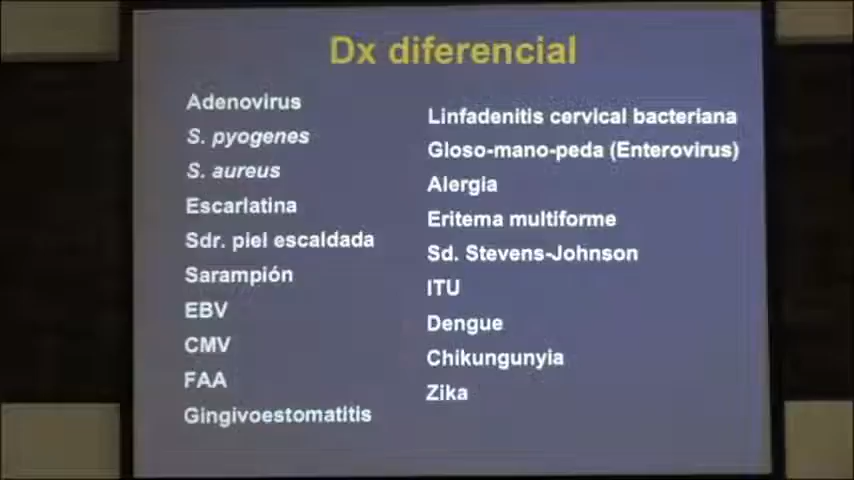 Dx diferencial
Adenovirus
S. pyogenes
S. aureus
Escarlatina
Sdr. piel escaldada
Sarampión
EBV
CMV
FAA
Gingivoestomatitis
Linfadenitis cervical bacteriana
Gloso-mano-peda (Enterovirus)
Alergia
Eritema multiforme
Sd. Stevens-Johnson
ITU
Dengue
Chikungunyia
Zika